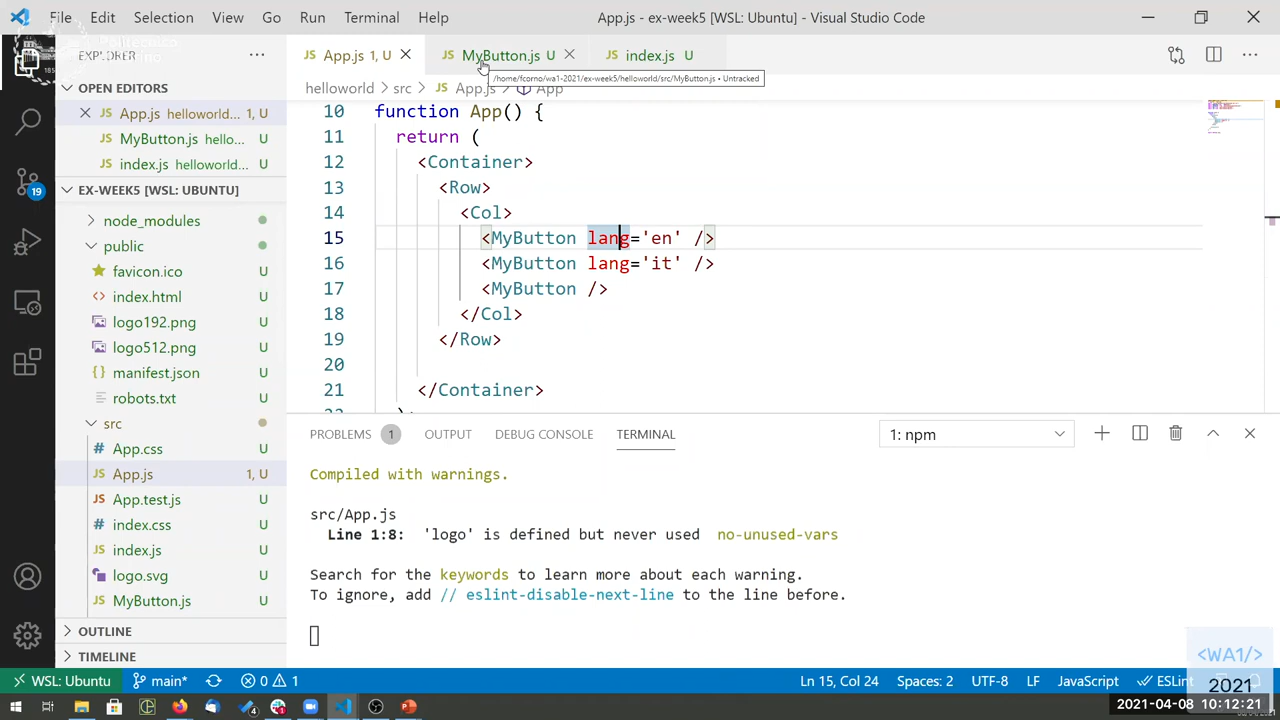 File Edit Selection View Go Run Terminal Help App.js - ex-week5 [WSL: Ubuntu] - Visual Studio Code
EXPLORER
App.js 1, U
MyButton.js U
index.js U
/home/fcorno/wa1-2021/ex-week5/helloworld/src/MyButton.js • Untracked
helloworld > src > App.js > App
OPEN EDITORS
App.js helloworld... 1, U
MyButton.js hello... U
index.js helloworld... U
EX-WEEK5 [WSL: UBUNTU]
node_modules
public
favicon.ico U
index.html U
logo192.png U
logo512.png U
manifest.json U
robots.txt U
src
App.css U
App.js 1, U
App.test.js U
index.css U
index.js U
logo.svg U
MyButton.js U
OUTLINE
TIMELINE
19
10 function App() {
11 return (
12 <Container>
13 <Row>
14 <Col>
15 <MyButton lang='en' />
16 <MyButton lang='it' />
17 <MyButton />
18 </Col>
19 </Row>
20
21 </Container>
PROBLEMS 1 OUTPUT DEBUG CONSOLE TERMINAL 1: npm
Compiled with warnings.
src/App.js
Line 1:8: 'logo' is defined but never used no-unused-vars
Search for the keywords to learn more about each warning.
To ignore, add // eslint-disable-next-line to the line before.
WSL: Ubuntu main* 0 1 Ln 15, Col 24 Spaces: 2 UTF-8 LF JavaScript ESLint
<WA1/>
2021
2021-04-08 10:12:21